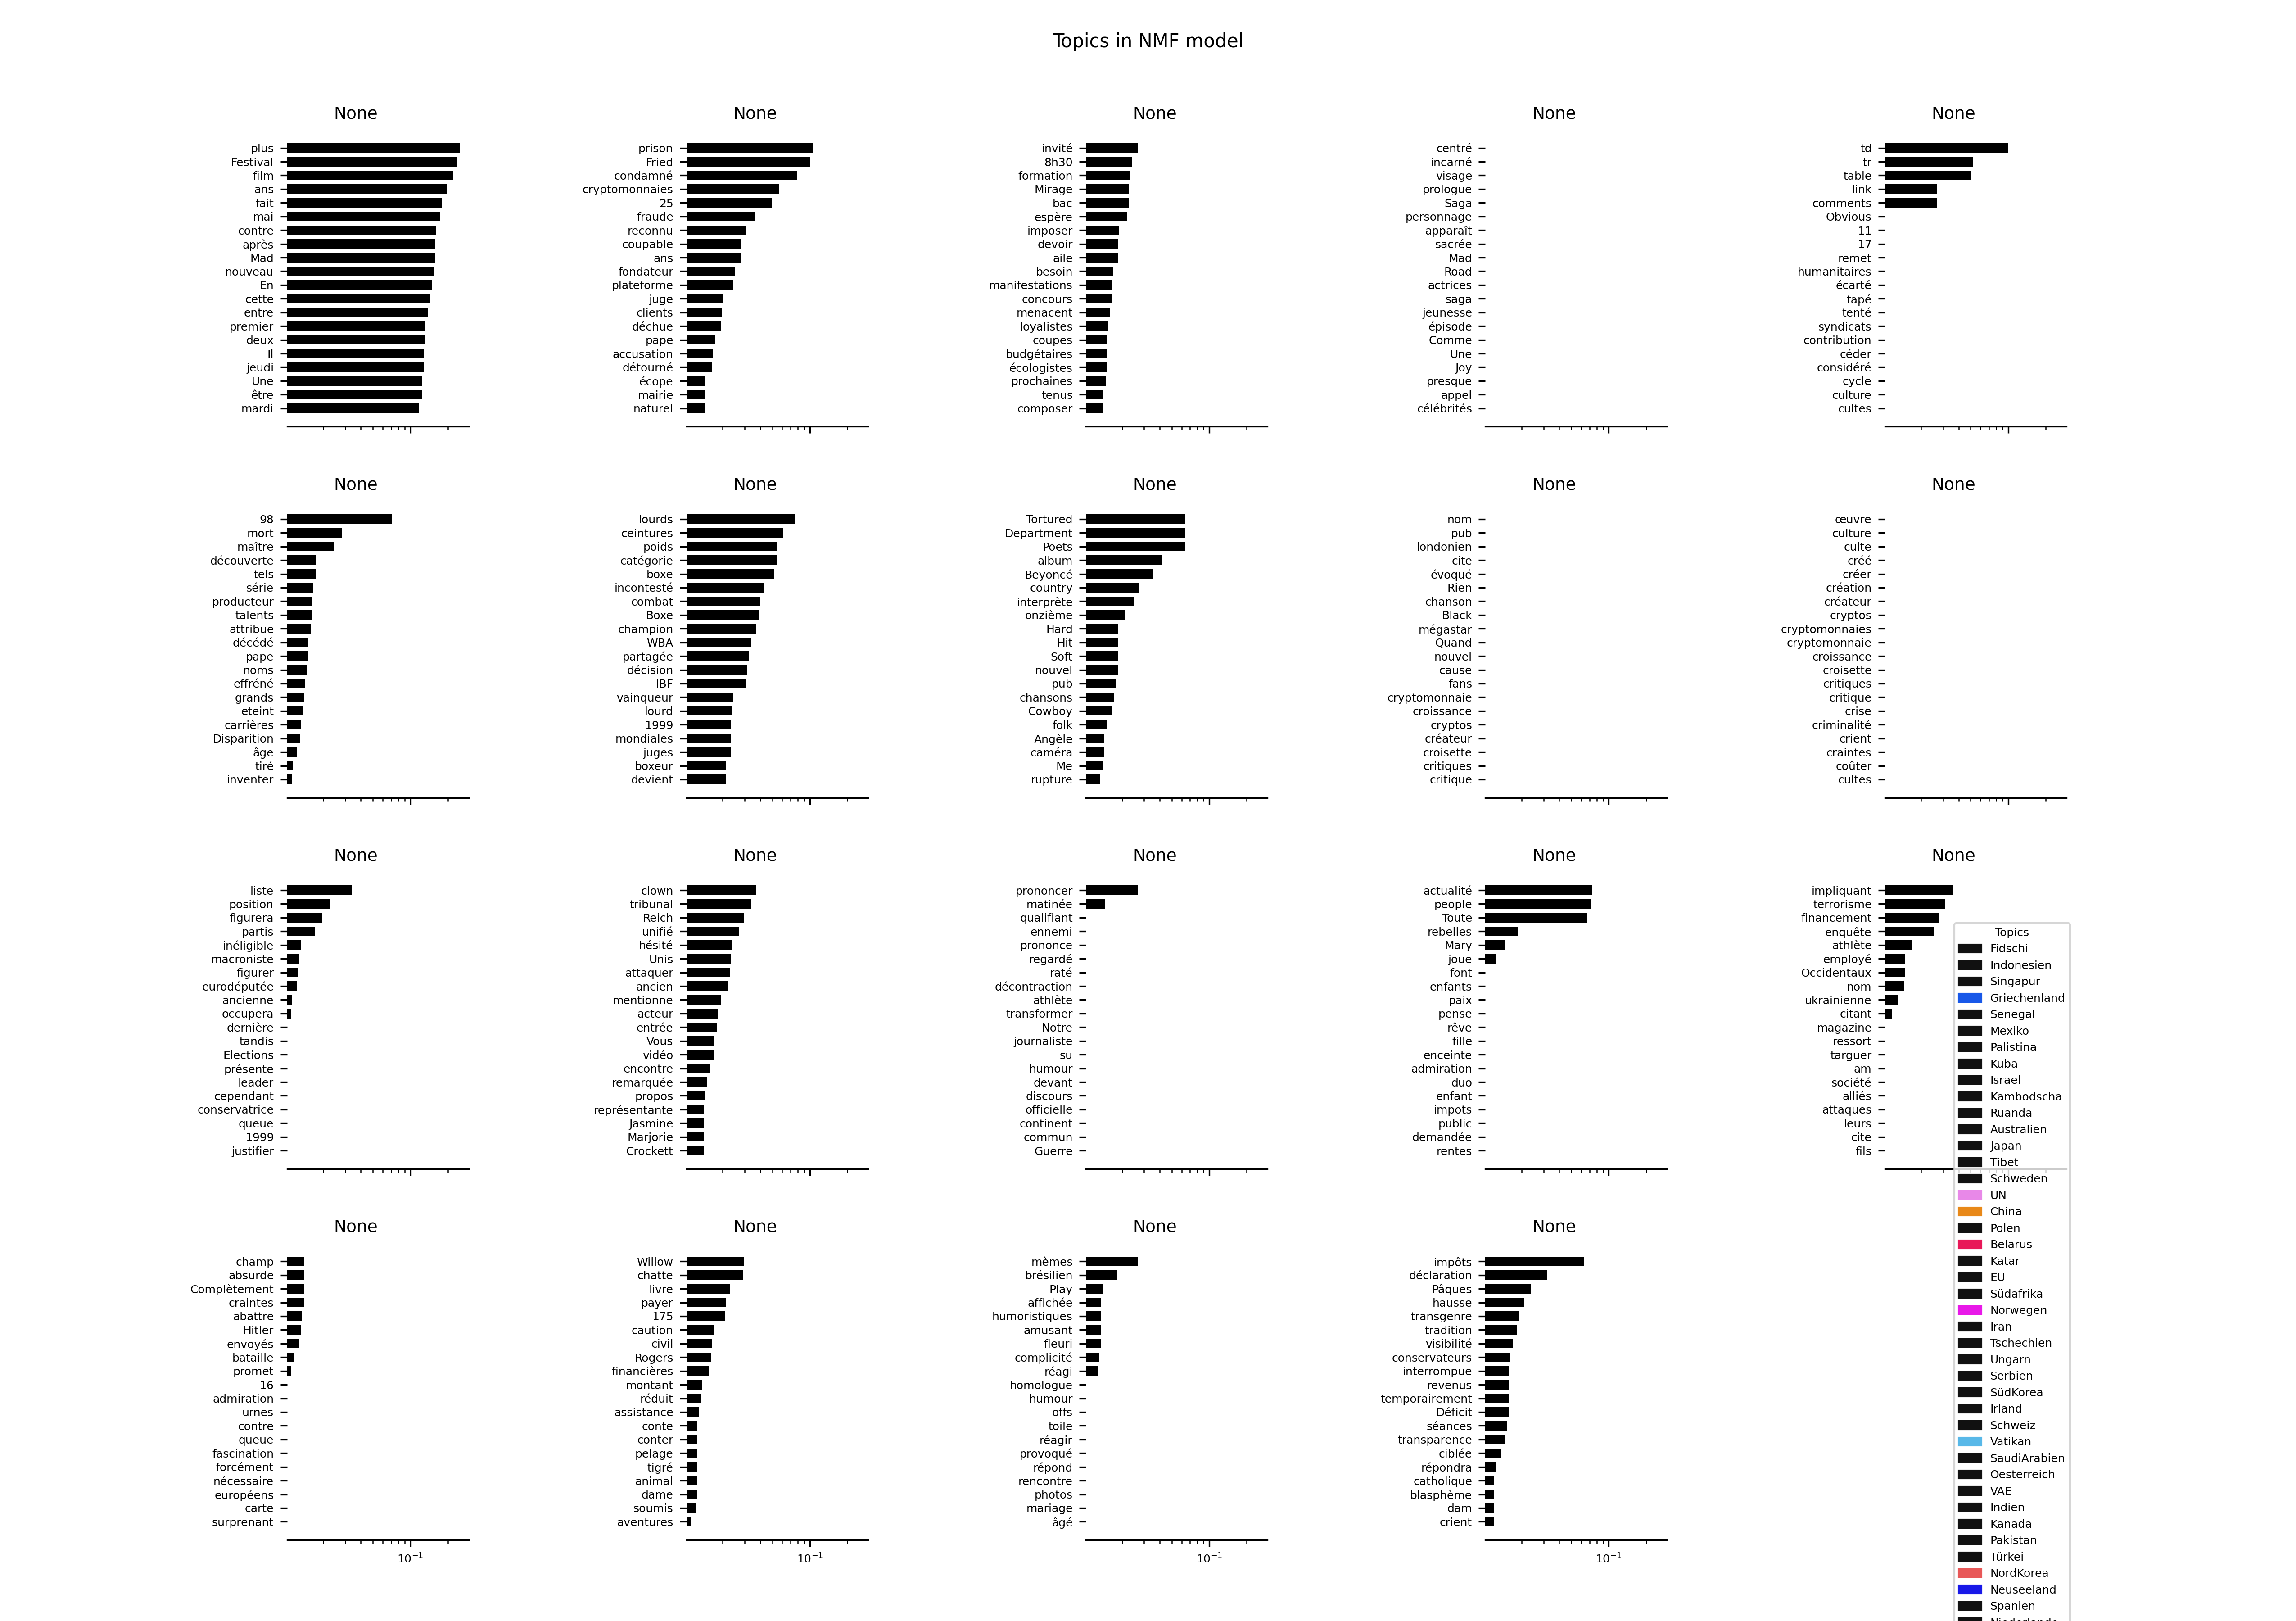 Topics in NMF model
None
plus
Festival
film
ans
fait
mai
contre
après
Mad
nouveau
En
cette
entre
premier
deux
Il
jeudi
Une
être
mardi
None
prison
Fried
condamné
cryptomonnaies
25
fraude
reconnu
coupable
ans
fondateur
plateforme
juge
clients
déchue
pape
accusation
détourné
écope
mairie
naturel
None
invité
8h30
formation
Mirage
bac
espère
imposer
devoir
aile
besoin
manifestations
concours
menacent
loyalistes
coupes
budgétaires
écologistes
prochaines
tenus
composer
None
centré
incarné
visage
prologue
Saga
personnage
apparaît
sacrée
Mad
Road
actrices
saga
jeunesse
épisode
Comme
Une
Joy
presque
appel
célébrités
None
td
tr
table
link
comments
Obvious
11
17
remet
humanitaires
écarté
tapé
tenté
syndicats
contribution
céder
considéré
cycle
culture
cultes
None
98
mort
maître
découverte
tels
série
producteur
talents
attribue
décédé
pape
noms
effréné
grands
eteint
carrières
Disparition
âge
tiré
inventer
None
lourds
ceintures
poids
catégorie
boxe
incontesté
combat
Boxe
champion
WBA
partagée
décision
IBF
vainqueur
lourd
1999
mondiales
juges
boxeur
devient
None
Tortured
Department
Poets
album
Beyoncé
country
interprète
onzième
Hard
Hit
Soft
nouvel
pub
chansons
Cowboy
folk
Angèle
caméra
Me
rupture
None
nom
pub
londonien
cite
évoqué
Rien
chanson
Black
mégastar
Quand
nouvel
cause
fans
cryptomonnaie
croissance
cryptos
créateur
croisette
critiques
critique
None
œuvre
culture
culte
créé
créer
création
créateur
cryptos
cryptomonnaies
cryptomonnaie
croissance
croisette
critiques
critique
crise
criminalité
crient
craintes
coûter
cultes
None
liste
position
figurera
partis
inéligible
macroniste
figurer
eurodéputée
ancienne
occupera
dernière
tandis
Elections
présente
leader
cependant
conservatrice
queue
1999
justifier
None
clown
tribunal
Reich
unifié
hésité
Unis
attaquer
ancien
mentionne
acteur
entrée
Vous
vidéo
encontre
remarquée
propos
représentante
Jasmine
Marjorie
Crockett
None
prononcer
matinée
qualifiant
ennemi
prononce
regardé
raté
décontraction
athlète
transformer
Notre
journaliste
su
humour
devant
discours
officielle
continent
commun
Guerre
None
actualité
people
Toute
rebelles
Mary
joue
font
enfants
paix
pense
rêve
fille
enceinte
admiration
duo
enfant
impots
public
demandée
rentes
None
impliquant
terrorisme
financement
enquête
athlète
employé
Occidentaux
nom
ukrainienne
citant
magazine
ressort
targuer
am
société
alliés
attaques
leurs
cite
fils
None
champ
absurde
Complètement
craintes
abattre
Hitler
envoyés
bataille
promet
16
admiration
urnes
contre
queue
fascination
forcément
nécessaire
européens
carte
surprenant
10⁻¹
None
Willow
chatte
livre
payer
175
caution
civil
Rogers
financières
montant
réduit
assistance
conte
conter
pelage
tigré
animal
dame
soumis
aventures
10⁻¹
None
mèmes
brésilien
Play
affichée
humoristiques
amusant
fleuri
complicité
réagi
homologue
humour
offs
toile
réagir
provoqué
répond
rencontre
photos
mariage
âgé
10⁻¹
None
impôts
déclaration
Pâques
hausse
transgenre
tradition
visibilité
conservateurs
interrompue
revenus
temporairement
Déficit
séances
transparence
ciblée
répondra
catholique
blasphème
dam
crient
10⁻¹
Topics
Fidschi
Indonesien
Singapur
Griechenland
Senegal
Mexiko
Palistina
Kuba
Israel
Kambodscha
Ruanda
Australien
Japan
Tibet
Schweden
UN
China
Polen
Belarus
Katar
EU
Südafrika
Norwegen
Iran
Tschechien
Ungarn
Serbien
SüdKorea
Irland
Schweiz
Vatikan
SaudiArabien
Oesterreich
VAE
Indien
Kanada
Pakistan
Türkei
NordKorea
Neuseeland
Spanien